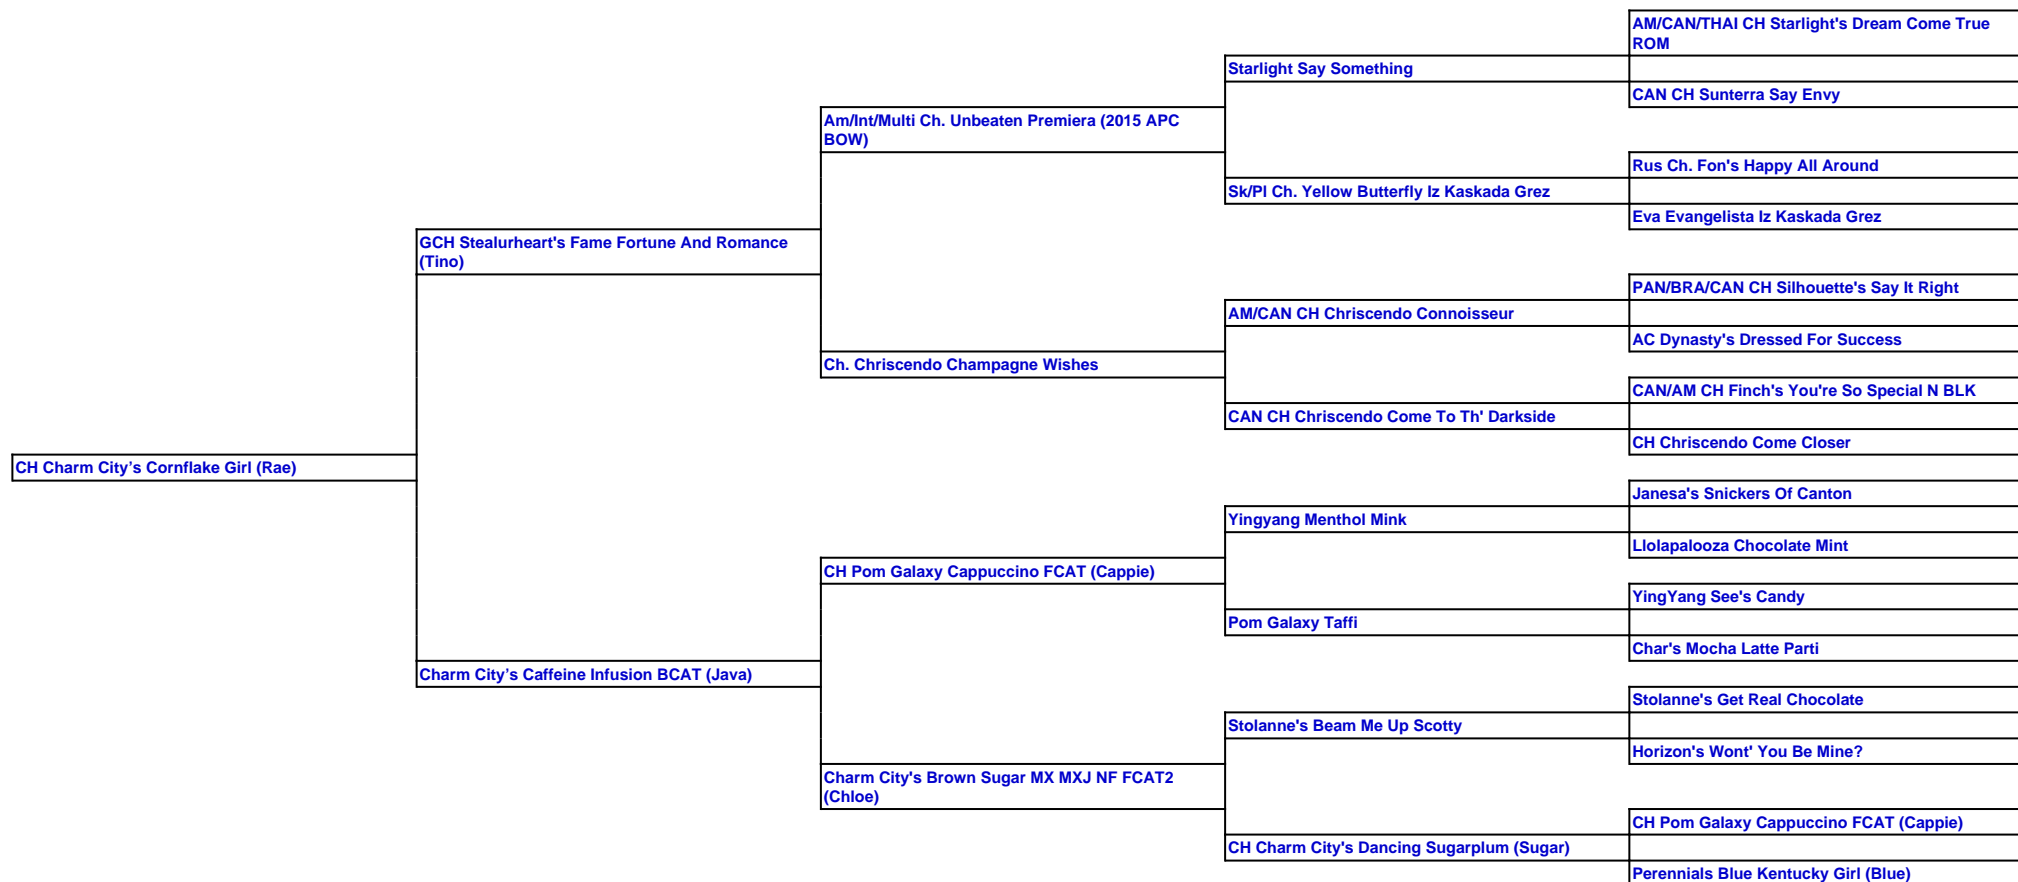 AM/CAN/THAI CH Starlight's Dream Come True
ROM
Starlight Say Something
CAN CH Sunterra Say Envy
Am/Int/Multi Ch. Unbeaten Premiera (2015 APC
BOW)
Rus Ch. Fon's Happy All Around
Sk/Pl Ch. Yellow Butterfly Iz Kaskada Grez
Eva Evangelista Iz Kaskada Grez
GCH Stealurheart's Fame Fortune And Romance
(Tino)
PAN/BRA/CAN CH Silhouette's Say It Right
AM/CAN CH Chriscendo Connoisseur
AC Dynasty's Dressed For Success
Ch. Chriscendo Champagne Wishes
CAN/AM CH Finch's You're So Special N BLK
CAN CH Chriscendo Come To Th' Darkside
CH Chriscendo Come Closer
CH Charm City’s Cornflake Girl (Rae)
Janesa's Snickers Of Canton
Yingyang Menthol Mink
Llolapalooza Chocolate Mint
CH Pom Galaxy Cappuccino FCAT (Cappie)
YingYang See's Candy
Pom Galaxy Taffi
Char's Mocha Latte Parti
Charm City’s Caffeine Infusion BCAT (Java)
Stolanne's Get Real Chocolate
Stolanne's Beam Me Up Scotty
Horizon's Wont' You Be Mine?
Charm City's Brown Sugar MX MXJ NF FCAT2
(Chloe)
CH Pom Galaxy Cappuccino FCAT (Cappie)
CH Charm City's Dancing Sugarplum (Sugar)
Perennials Blue Kentucky Girl (Blue)